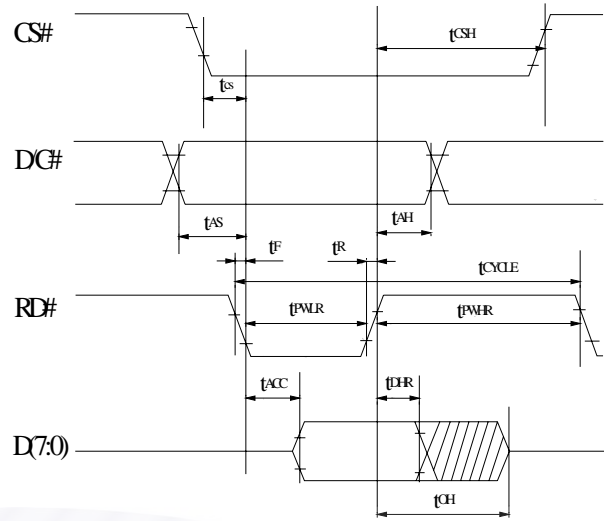 CS#
tCSH
tcs
D/C#
tAS
tAH
tF
tR
tCYCLE
RD#
tPWLR
tPWHR
tACC
tDHR
D(7:0)
tOH